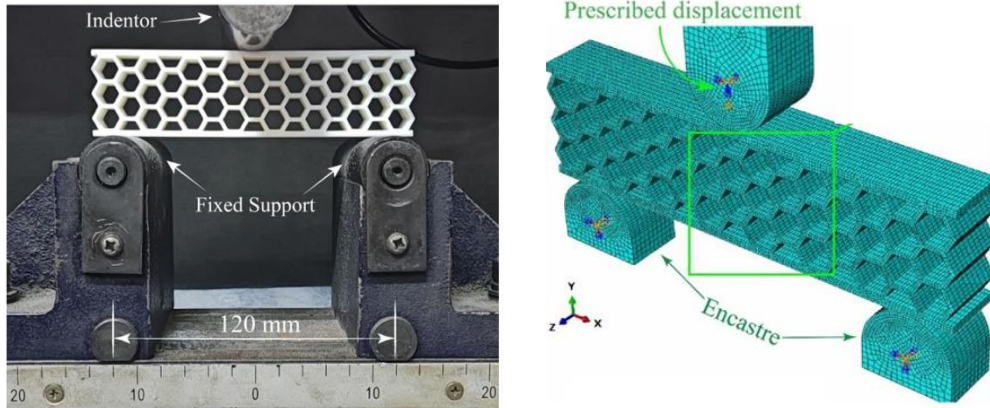 Indentor
Fixed Support
120 mm
20 10 0 10 20
Prescribed displacement
Encastre
Y
Z X